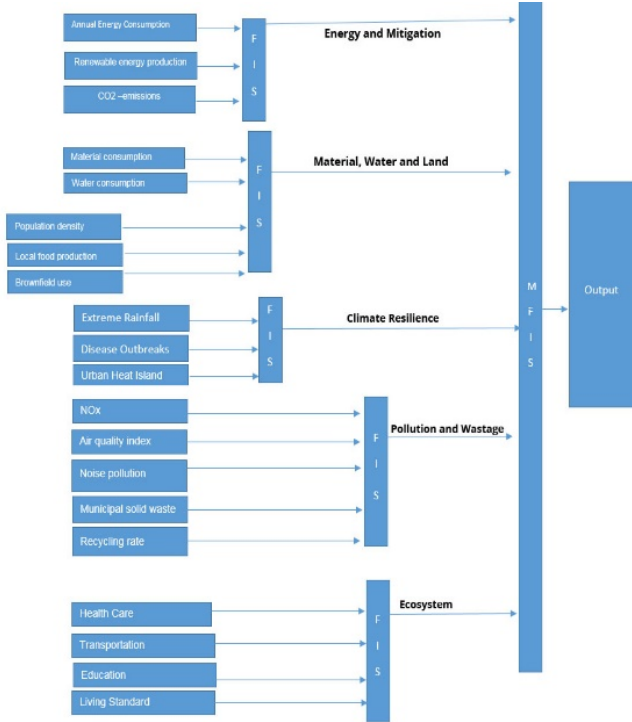 Annual Energy Consumption
Renewable energy production
CO2 –emissions
F
I
S
Energy and Mitigation
Material consumption
Water consumption
Population density
Local food production
Brownfield use
F
I
S
Material, Water and Land
Extreme Rainfall
Disease Outbreaks
Urban Heat Island
F
I
S
Climate Resilience
NOx
Air quality index
Noise pollution
Municipal solid waste
Recycling rate
F
I
S
Pollution and Wastage
Health Care
Transportation
Education
Living Standard
F
I
S
Ecosystem
M
F
I
S
Output